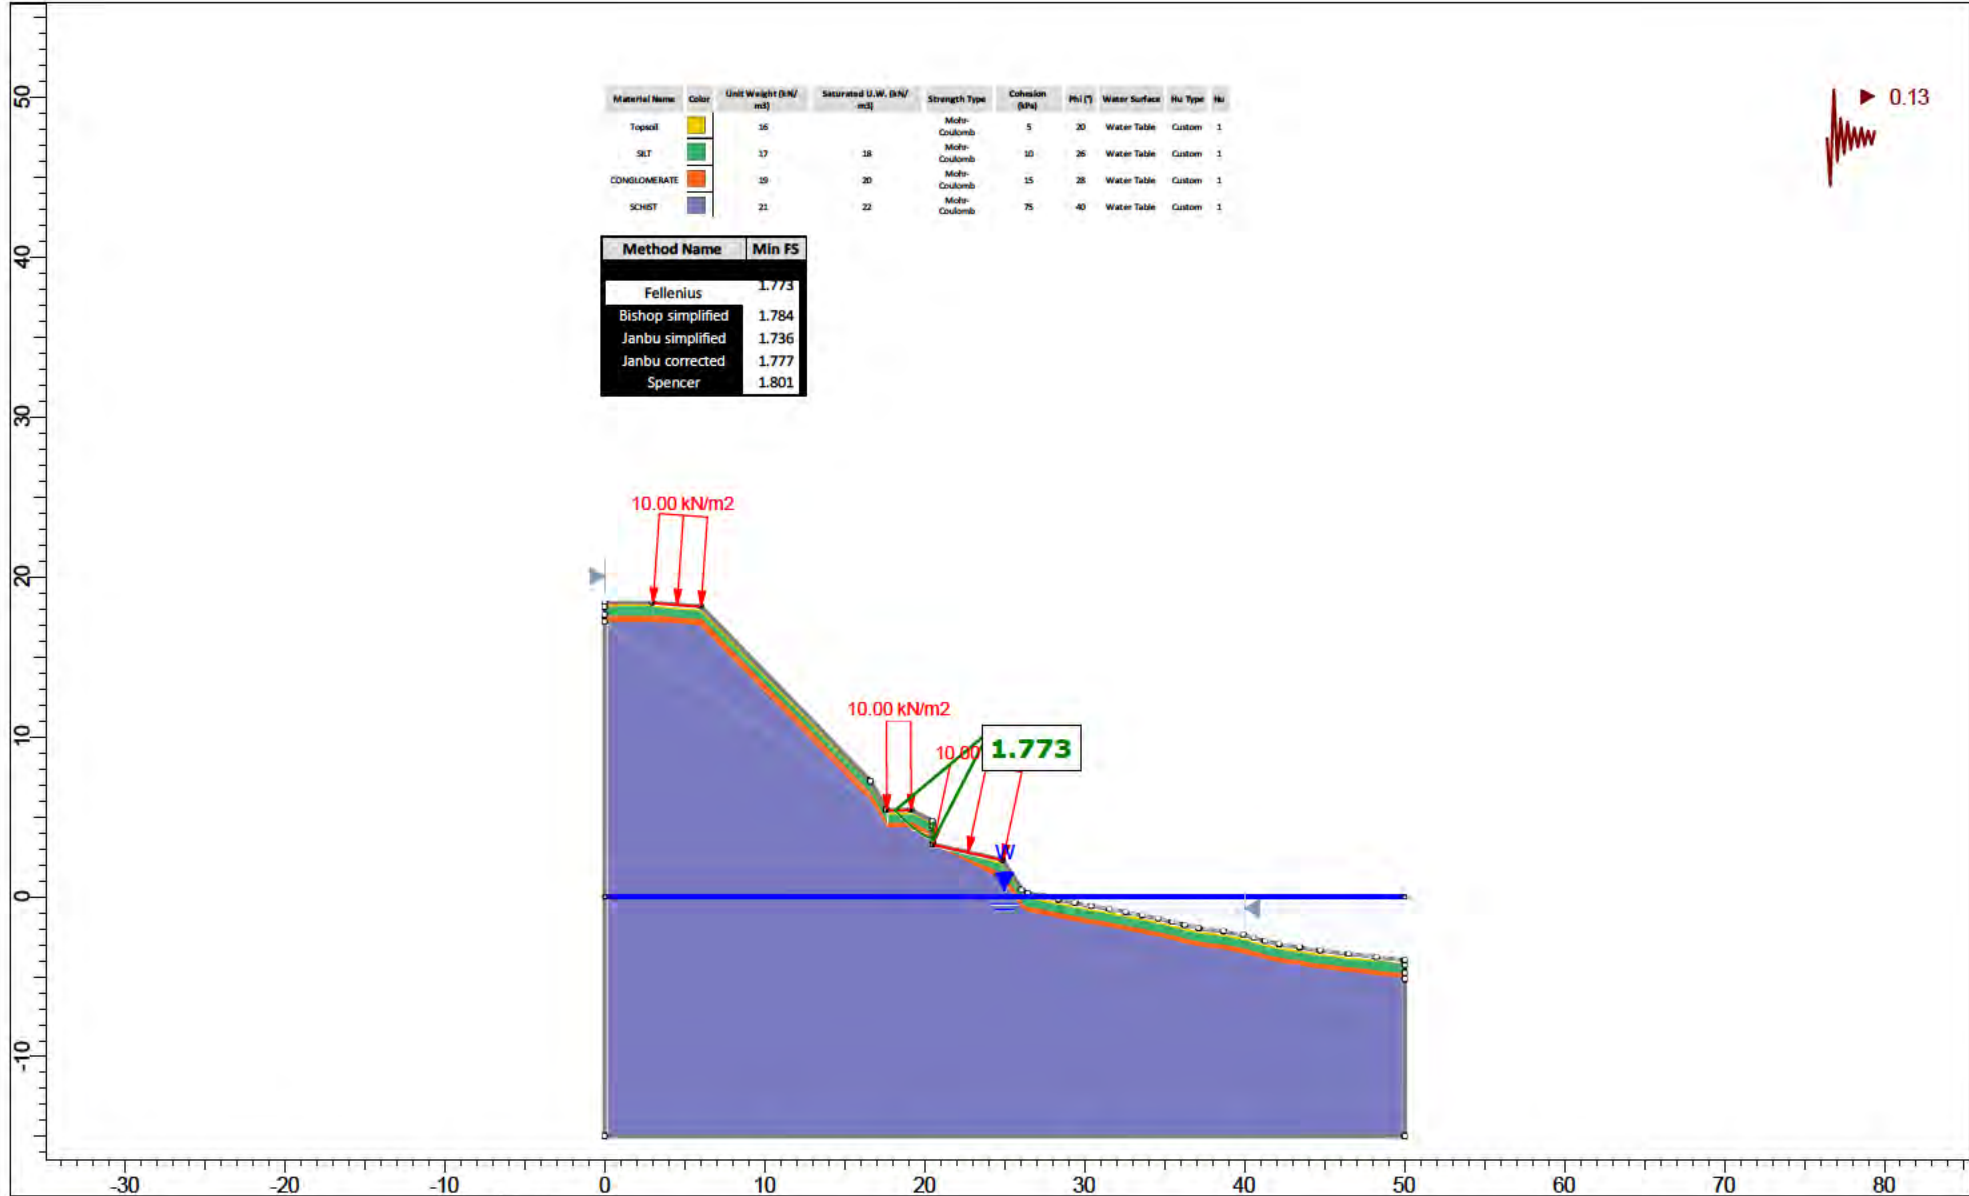 50
40
30
20
10
0
-10
Material Name Color Unit Weight (kN/m3) Saturated U.W. (kN/m3) Strength Type Cohesion (kPa) Phi (°) Water Surface Hu Type Hu
Topsoil 16 Mohr-Coulomb 5 20 Water Table Custom 1
SILT 17 18 Mohr-Coulomb 10 26 Water Table Custom 1
CONGLOMERATE 19 20 Mohr-Coulomb 15 28 Water Table Custom 1
SCHIST 21 22 Mohr-Coulomb 75 40 Water Table Custom 1
0.13
Method Name Min FS
Fellenius 1.773
Bishop simplified 1.784
Janbu simplified 1.736
Janbu corrected 1.777
Spencer 1.801
10.00 kN/m2
10.00 kN/m2
10.00
1.773
W
-30 -20 -10 0 10 20 30 40 50 60 70 80